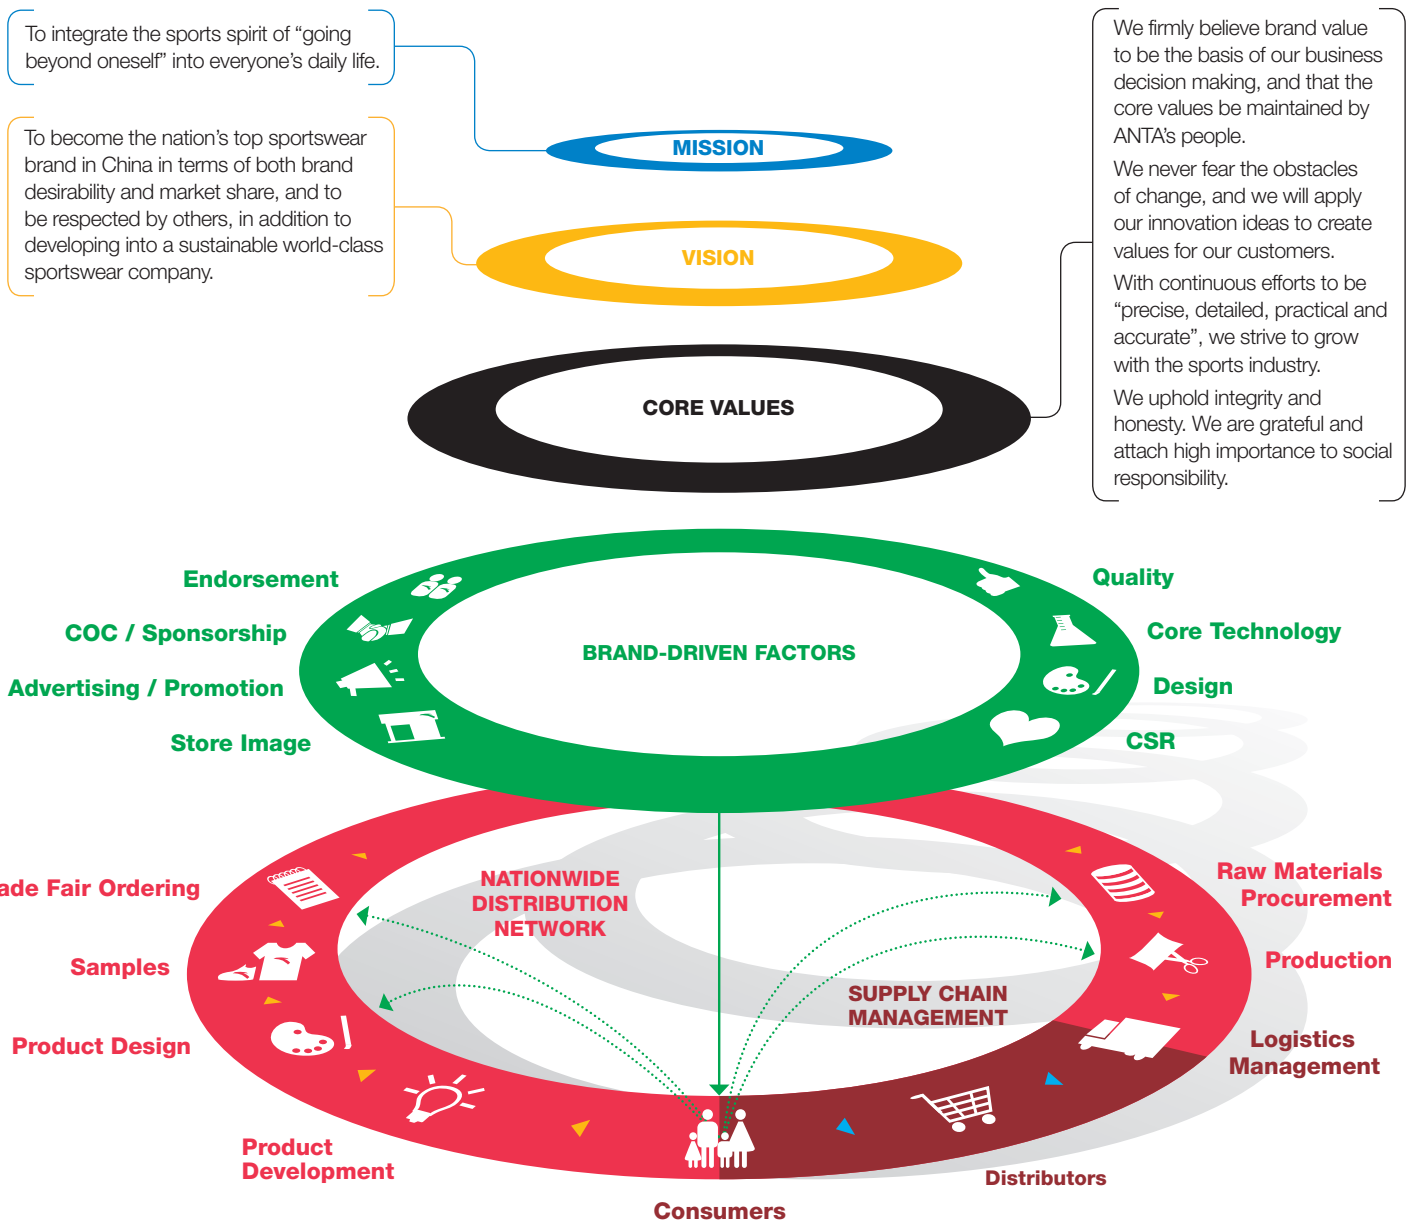 To integrate the sports spirit of “going
beyond oneself” into everyone’s daily life.
To become the nation’s top sportswear
brand in China in terms of both brand
desirability and market share, and to
be respected by others, in addition to
developing into a sustainable world-class
sportswear company.
MISSION
VISION
CORE VALUES
We firmly believe brand value
to be the basis of our business
decision making, and that the
core values be maintained by
ANTA’s people.
We never fear the obstacles
of change, and we will apply
our innovation ideas to create
values for our customers.
With continuous efforts to be
“precise, detailed, practical and
accurate”, we strive to grow
with the sports industry.
We uphold integrity and
honesty. We are grateful and
attach high importance to social
responsibility.
Endorsement
COC / Sponsorship
Advertising / Promotion
Store Image
BRAND-DRIVEN FACTORS
Quality
Core Technology
Design
CSR
ade Fair Ordering
Samples
Product Design
Product
Development
NATIONWIDE
DISTRIBUTION
NETWORK
SUPPLY CHAIN
MANAGEMENT
Raw Materials
Procurement
Production
Logistics
Management
Distributors
Consumers